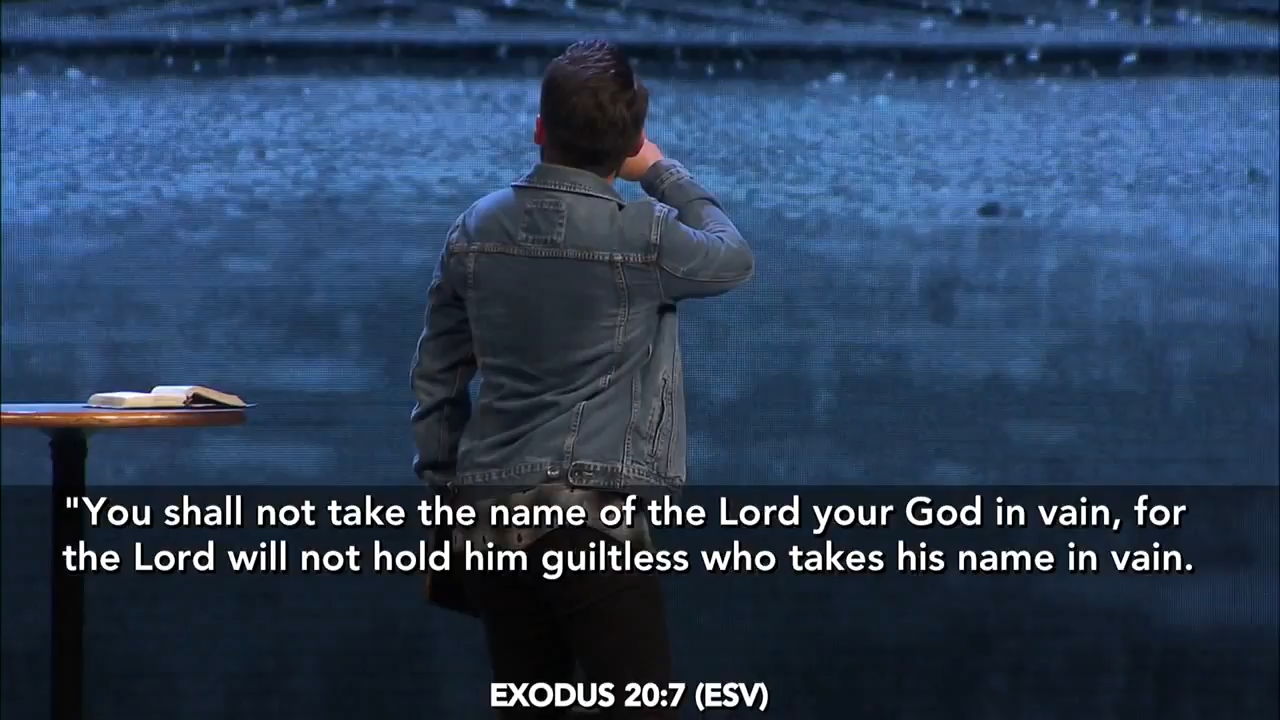 "You shall not take the name of the Lord your God in vain, for
the Lord will not hold him guiltless who takes his name in vain.
EXODUS 20:7 (ESV)